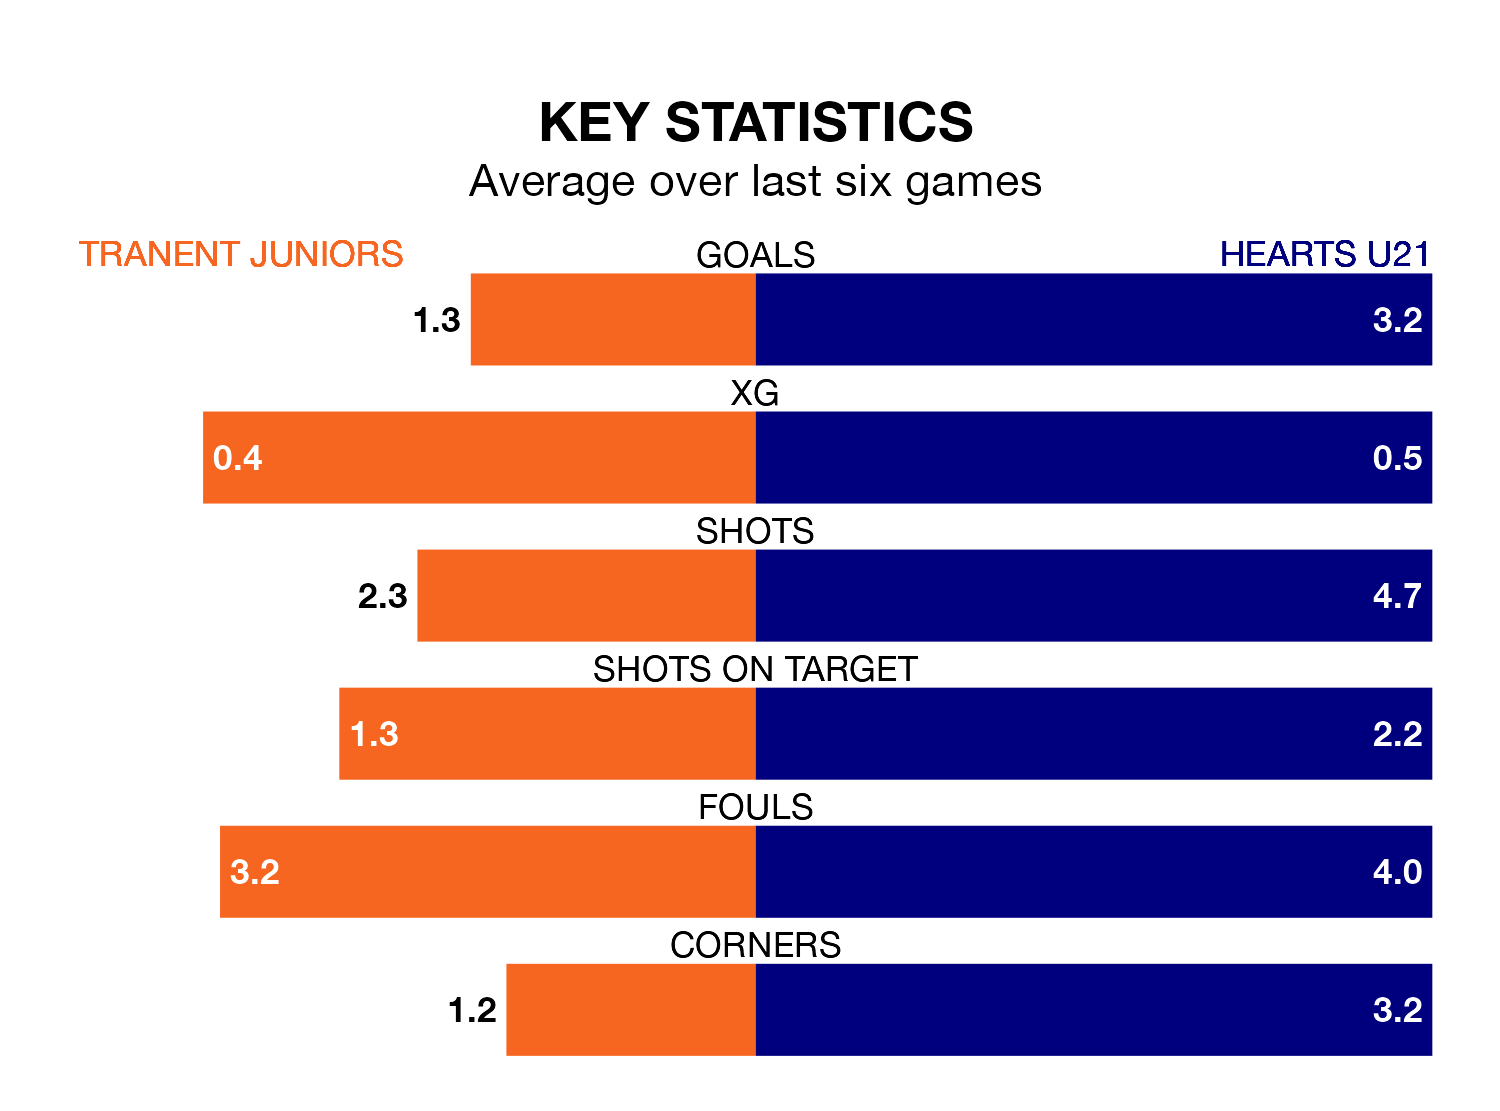 KEY STATISTICS
Average over last six games
TRANENT JUNIORS
GOALS
HEARTS U21
1.3
3.2
XG
0.4
0.5
SHOTS
2.3
4.7
SHOTS ON TARGET
1.3
2.2
FOULS
3.2
4.0
CORNERS
1.2
3.2